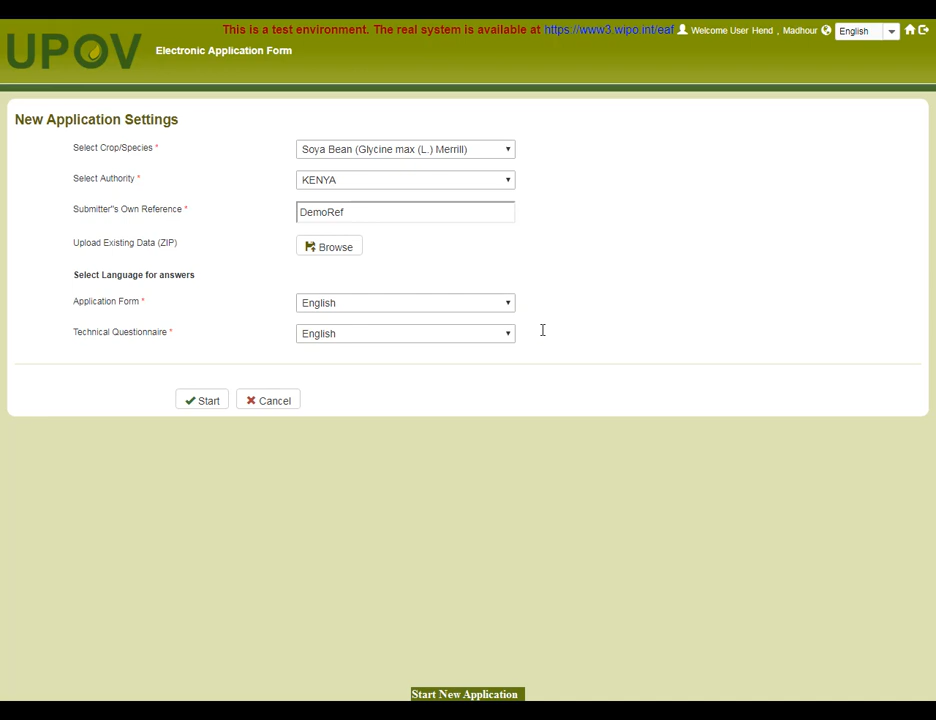 This is a test environment. The real system is available at https://www3.wipo.int/eaf Welcome User Hend , Madhour English
UPOV Electronic Application Form
New Application Settings
Select Crop/Species * Soya Bean (Glycine max (L.) Merrill)
Select Authority * KENYA
Submitter"s Own Reference * DemoRef
Upload Existing Data (ZIP) Browse
Select Language for answers
Application Form * English
Technical Questionnaire * English
Start Cancel
Start New Application